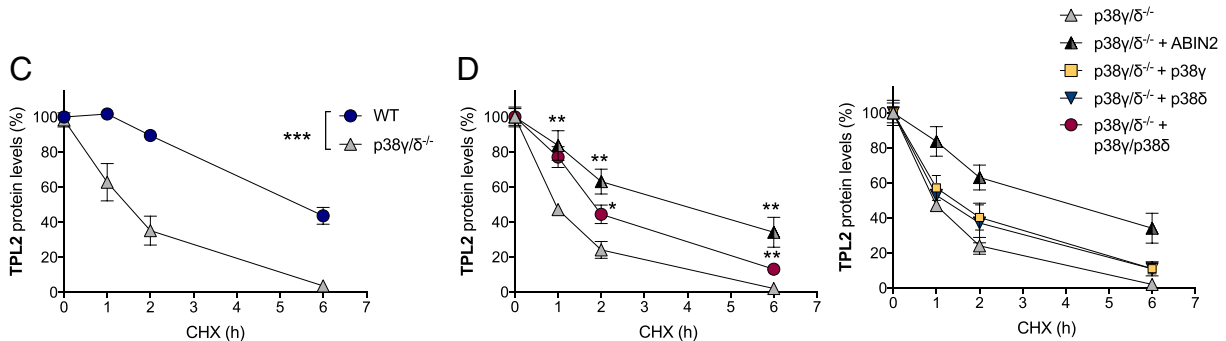 C
TPL2 protein levels (%)
100
80
60
40
20
0
0 1 2 3 4 5 6 7
CHX (h)
***
WT
p38γ/δ-/-
D
TPL2 protein levels (%)
100
80
60
40
20
0
**
**
*
**
**
0 1 2 3 4 5 6 7
CHX (h)
TPL2 protein levels (%)
100
80
60
40
20
0
0 1 2 3 4 5 6 7
CHX (h)
p38γ/δ-/-
p38γ/δ-/- + ABIN2
p38γ/δ-/- + p38γ
p38γ/δ-/- + p38δ
p38γ/δ-/- +
p38γ/p38δ